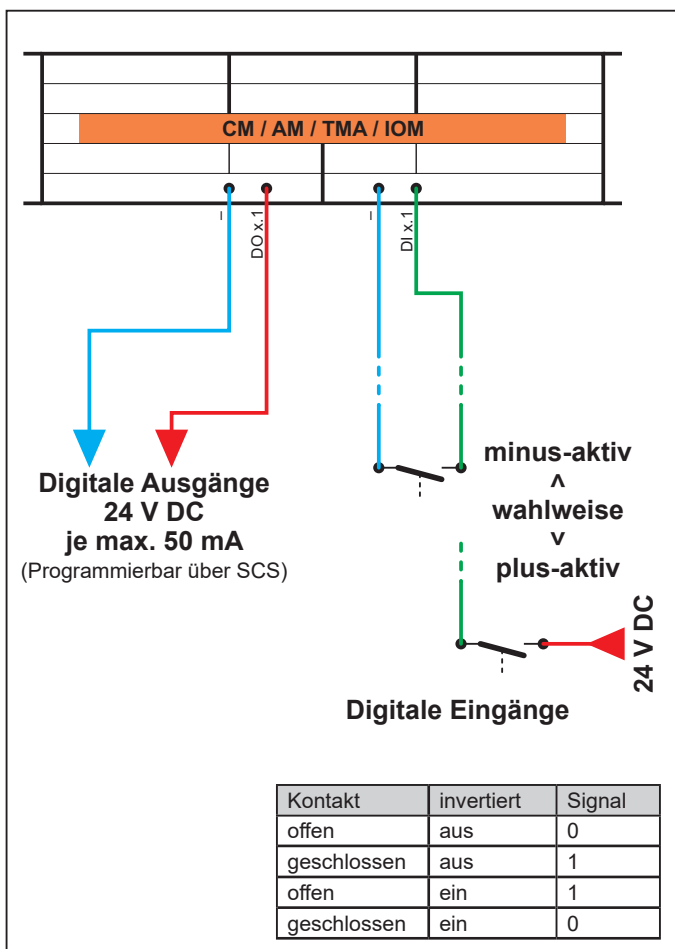 CM / AM / TMA / IOM
–
DO x.1
–
DI x.1
Digitale Ausgänge
24 V DC
je max. 50 mA
(Programmierbar über SCS)
minus-aktiv
^
wahlweise
v
plus-aktiv
24 V DC
Digitale Eingänge
Kontakt invertiert Signal
offen aus 0
geschlossen aus 1
offen ein 1
geschlossen ein 0